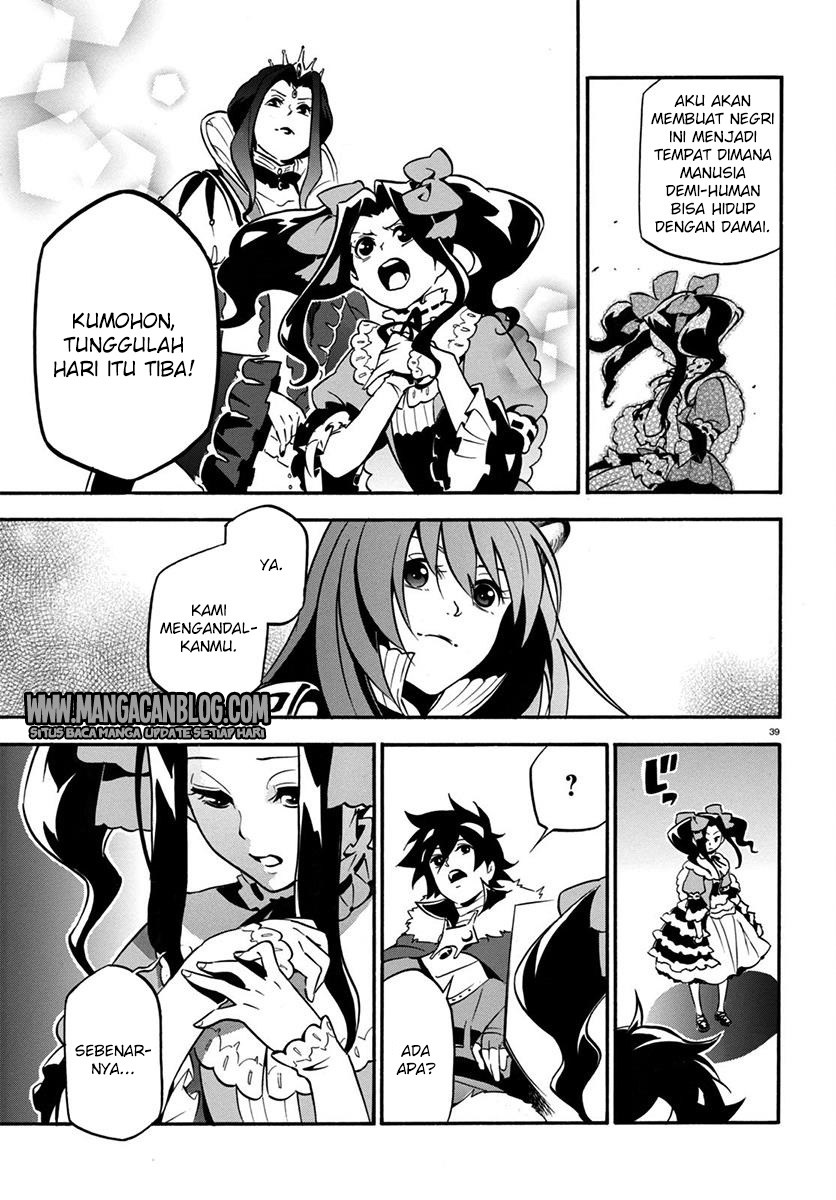 AKU AKAN
MEMBUAT NEGRI
INI MENJADI
TEMPAT DIMANA
MANUSIA
DEMI-HUMAN
BISA HIDUP
DENGAN DAMAI.
KUMOHON,
TUNGGULAH
HARI ITU TIBA!
YA.
KAMI
MENGANDAL-
KANMU.
WWW.MANGACANBLOG.COM
SITUS BACA MANGA UPDATE SETIAP HARI
39
じっ
?
ADA
APA?
SEBENAR-
NYA...